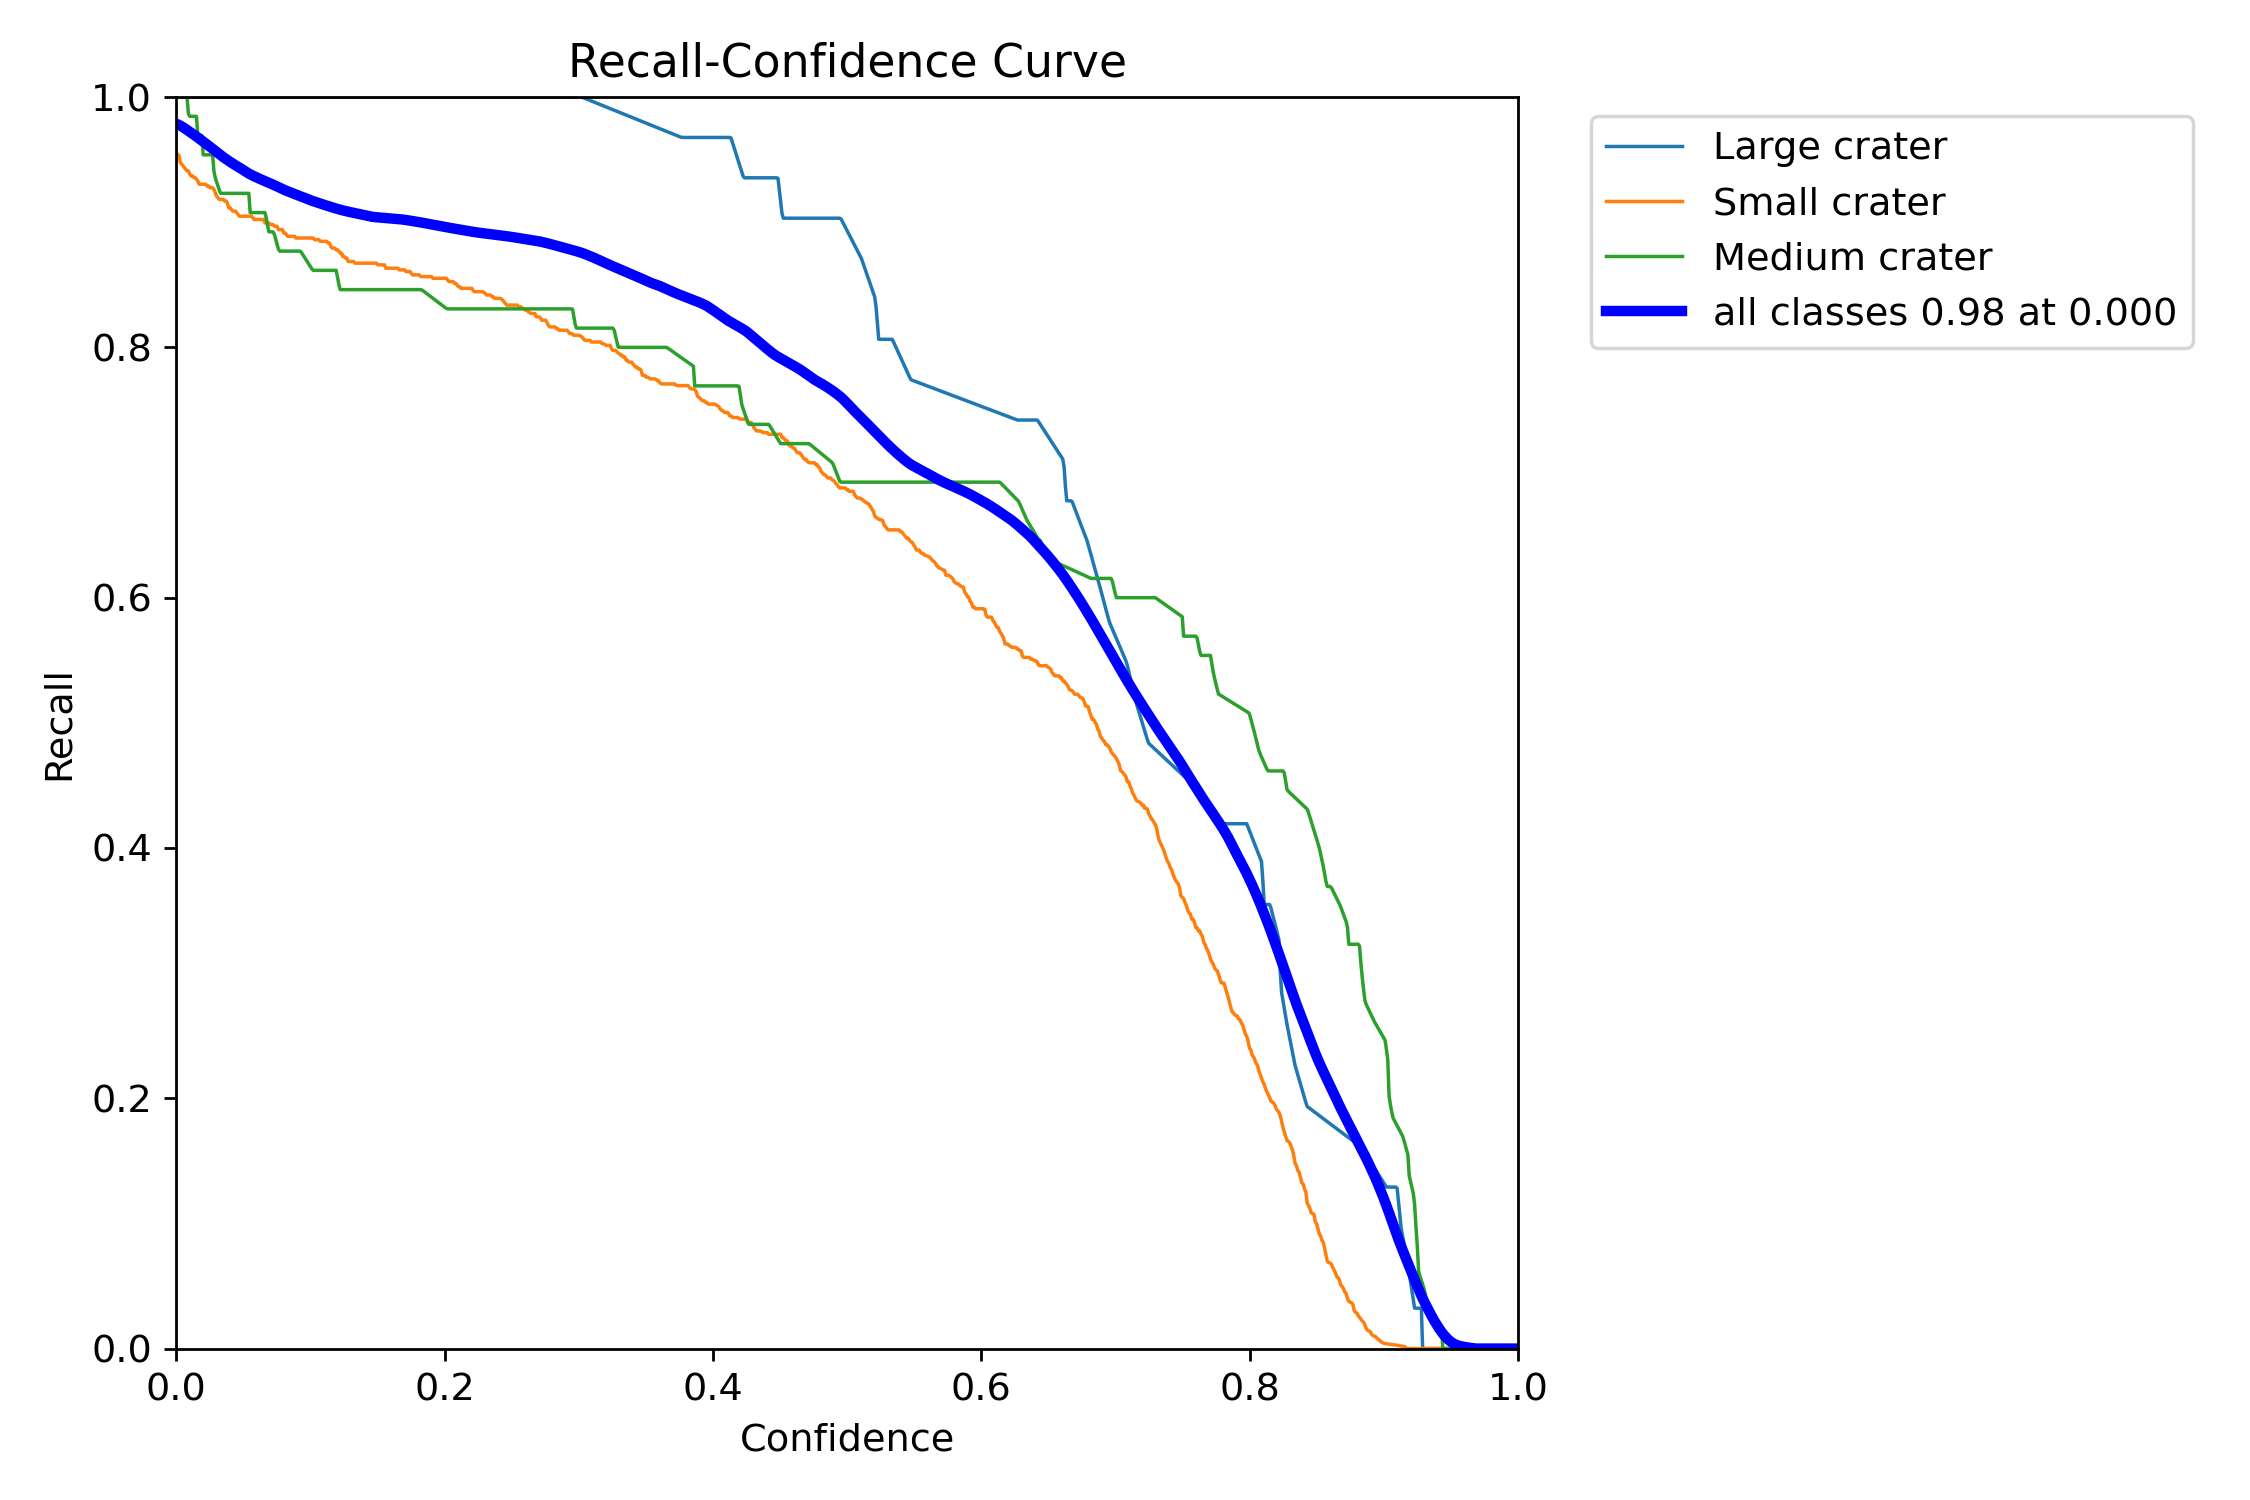 Recall-Confidence Curve
1.0
0.8
0.6
0.4
0.2
0.0
Recall
0.0 0.2 0.4 0.6 0.8 1.0
Confidence
Large crater
Small crater
Medium crater
all classes 0.98 at 0.000